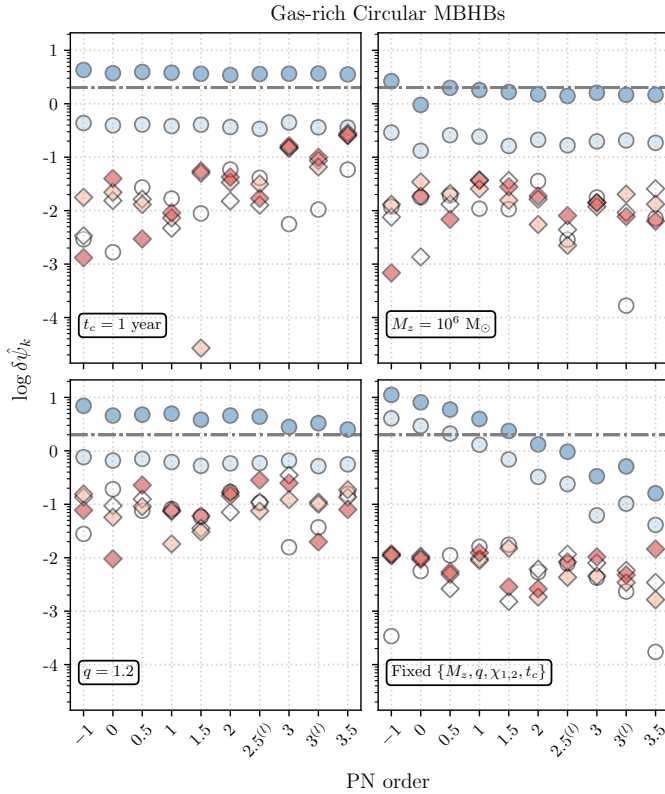 Gas-rich Circular MBHBs
1
0
-1
-2
-3
-4
t_c = 1 year
M_z = 10^6 M_⊙
log δψ̂_k
1
0
-1
-2
-3
-4
q = 1.2
Fixed {M_z, q, χ_{1,2}, t_c}
−1 0 0.5 1 1.5 2 2.5^{(l)} 3 3^{(l)} 3.5
−1 0 0.5 1 1.5 2 2.5^{(l)} 3 3^{(l)} 3.5
PN order